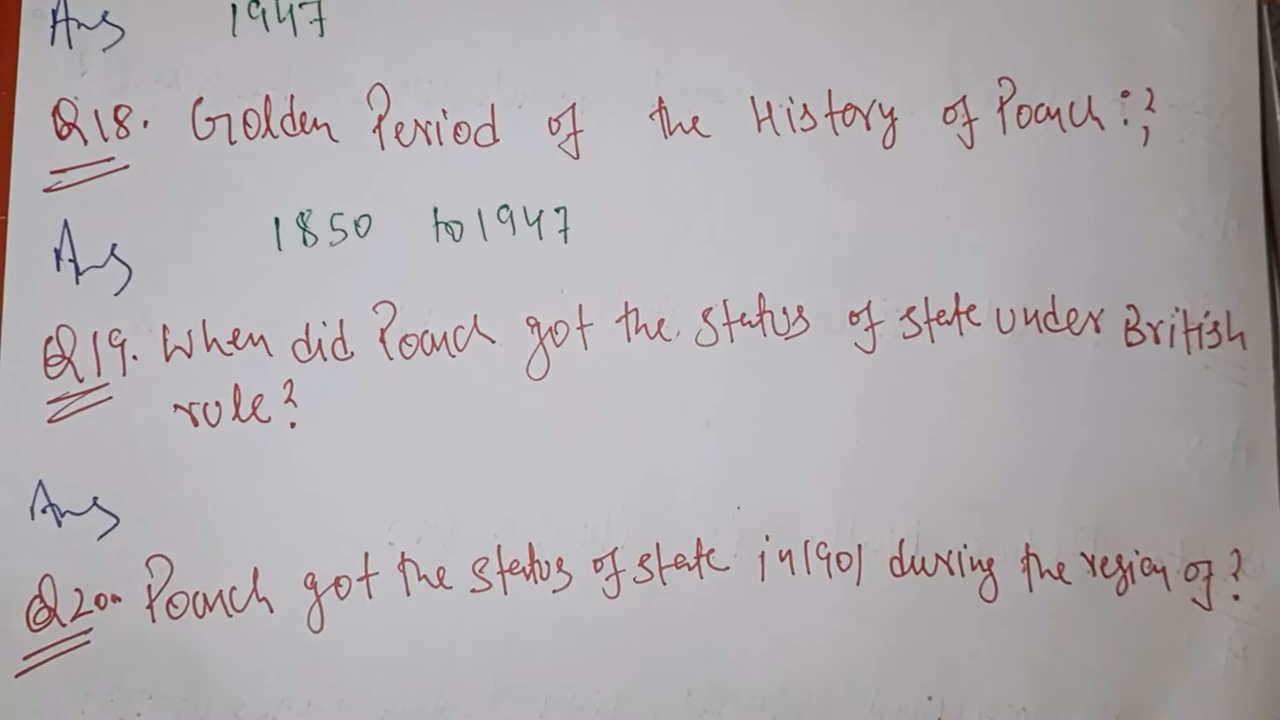 Ans 1947
Q18. Golden Period of the History of Poonch:?
Ans 1850 to 1947
Q19. When did Poonch got the status of state under British
rule?
Ans
Q20. Poonch got the status of state in 1901 during the region of?